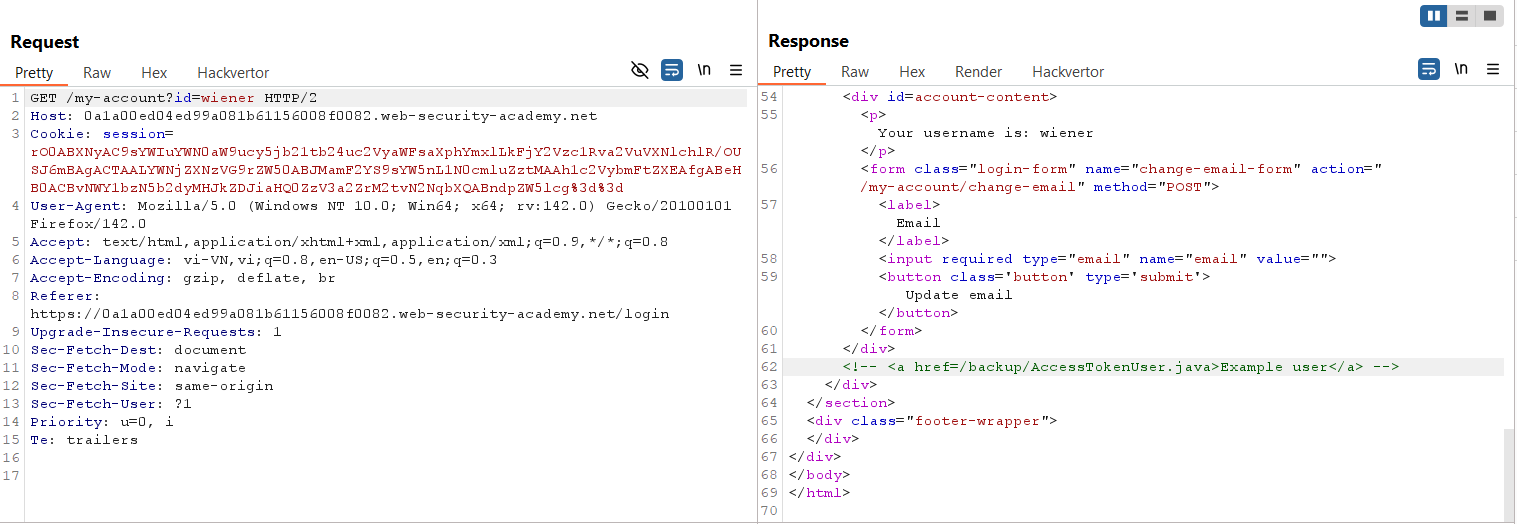 Request
Pretty Raw Hex Hackvertor \n
1 GET /my-account?id=wiener HTTP/2
2 Host: 0a1a00ed04ed99a081b61156008f0082.web-security-academy.net
3 Cookie: session=
rO0ABXNyAC9sYWIuYWN0aW9ucy5jb21tb24uc2VyaWFsaXphYmxlLkFjY2Vzc1Rva2VuVXNlchlR/OU
SJ6mBAgACTAALYWNjZXNzVG9rZW50ABJMamF2YS9sYW5nL1N0cmluZztMAAh1c2VybmFtZXEAfgABeH
B0ACBvNWY1bzN5b2dyMHJkZDJiaHQ0ZzV3a2ZrM2tvN2NqbXQABndpZW5lcg%3d%3d
4 User-Agent: Mozilla/5.0 (Windows NT 10.0; Win64; x64; rv:142.0) Gecko/20100101
Firefox/142.0
5 Accept: text/html,application/xhtml+xml,application/xml;q=0.9,*/*;q=0.8
6 Accept-Language: vi-VN,vi;q=0.8,en-US;q=0.5,en;q=0.3
7 Accept-Encoding: gzip, deflate, br
8 Referer:
https://0a1a00ed04ed99a081b61156008f0082.web-security-academy.net/login
9 Upgrade-Insecure-Requests: 1
10 Sec-Fetch-Dest: document
11 Sec-Fetch-Mode: navigate
12 Sec-Fetch-Site: same-origin
13 Sec-Fetch-User: ?1
14 Priority: u=0, i
15 Te: trailers
16
17
Response
Pretty Raw Hex Render Hackvertor \n
54 <div id=account-content>
55 <p>
Your username is: wiener
</p>
56 <form class="login-form" name="change-email-form" action="
/my-account/change-email" method="POST">
57 <label>
Email
</label>
58 <input required type="email" name="email" value="">
59 <button class='button' type='submit'>
Update email
</button>
60 </form>
61 </div>
62 <!-- <a href=/backup/AccessTokenUser.java>Example user</a> -->
63 </div>
64 </section>
65 <div class="footer-wrapper">
66 </div>
67 </div>
68 </body>
69 </html>
70